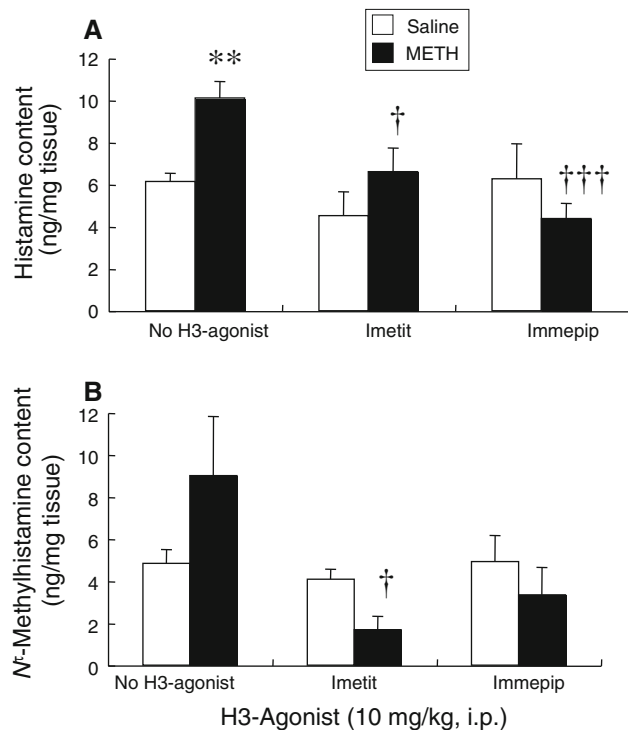 Saline
METH
A
Histamine content
(ng/mg tissue)
12
10
8
6
4
2
0
**
†
†††
No H3-agonist
Imetit
Immepip
B
Nτ-Methylhistamine content
(ng/mg tissue)
12
10
8
6
4
2
0
†
No H3-agonist
Imetit
Immepip
H3-Agonist (10 mg/kg, i.p.)